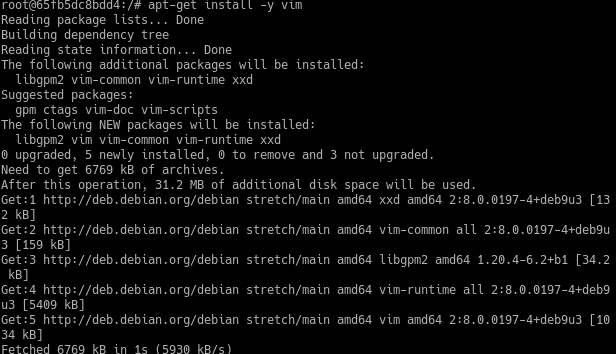 root@65fb5dc8bdd4:/# apt-get install -y vim
Reading package lists... Done
Building dependency tree
Reading state information... Done
The following additional packages will be installed:
  libgpm2 vim-common vim-runtime xxd
Suggested packages:
  gpm ctags vim-doc vim-scripts
The following NEW packages will be installed:
  libgpm2 vim vim-common vim-runtime xxd
0 upgraded, 5 newly installed, 0 to remove and 3 not upgraded.
Need to get 6769 kB of archives.
After this operation, 31.2 MB of additional disk space will be used.
Get:1 http://deb.debian.org/debian stretch/main amd64 xxd amd64 2:8.0.0197-4+deb9u3 [13
2 kB]
Get:2 http://deb.debian.org/debian stretch/main amd64 vim-common all 2:8.0.0197-4+deb9u
3 [159 kB]
Get:3 http://deb.debian.org/debian stretch/main amd64 libgpm2 amd64 1.20.4-6.2+b1 [34.2
 kB]
Get:4 http://deb.debian.org/debian stretch/main amd64 vim-runtime all 2:8.0.0197-4+deb9
u3 [5409 kB]
Get:5 http://deb.debian.org/debian stretch/main amd64 vim amd64 2:8.0.0197-4+deb9u3 [10
34 kB]
Fetched 6769 kB in 1s (5930 kB/s)